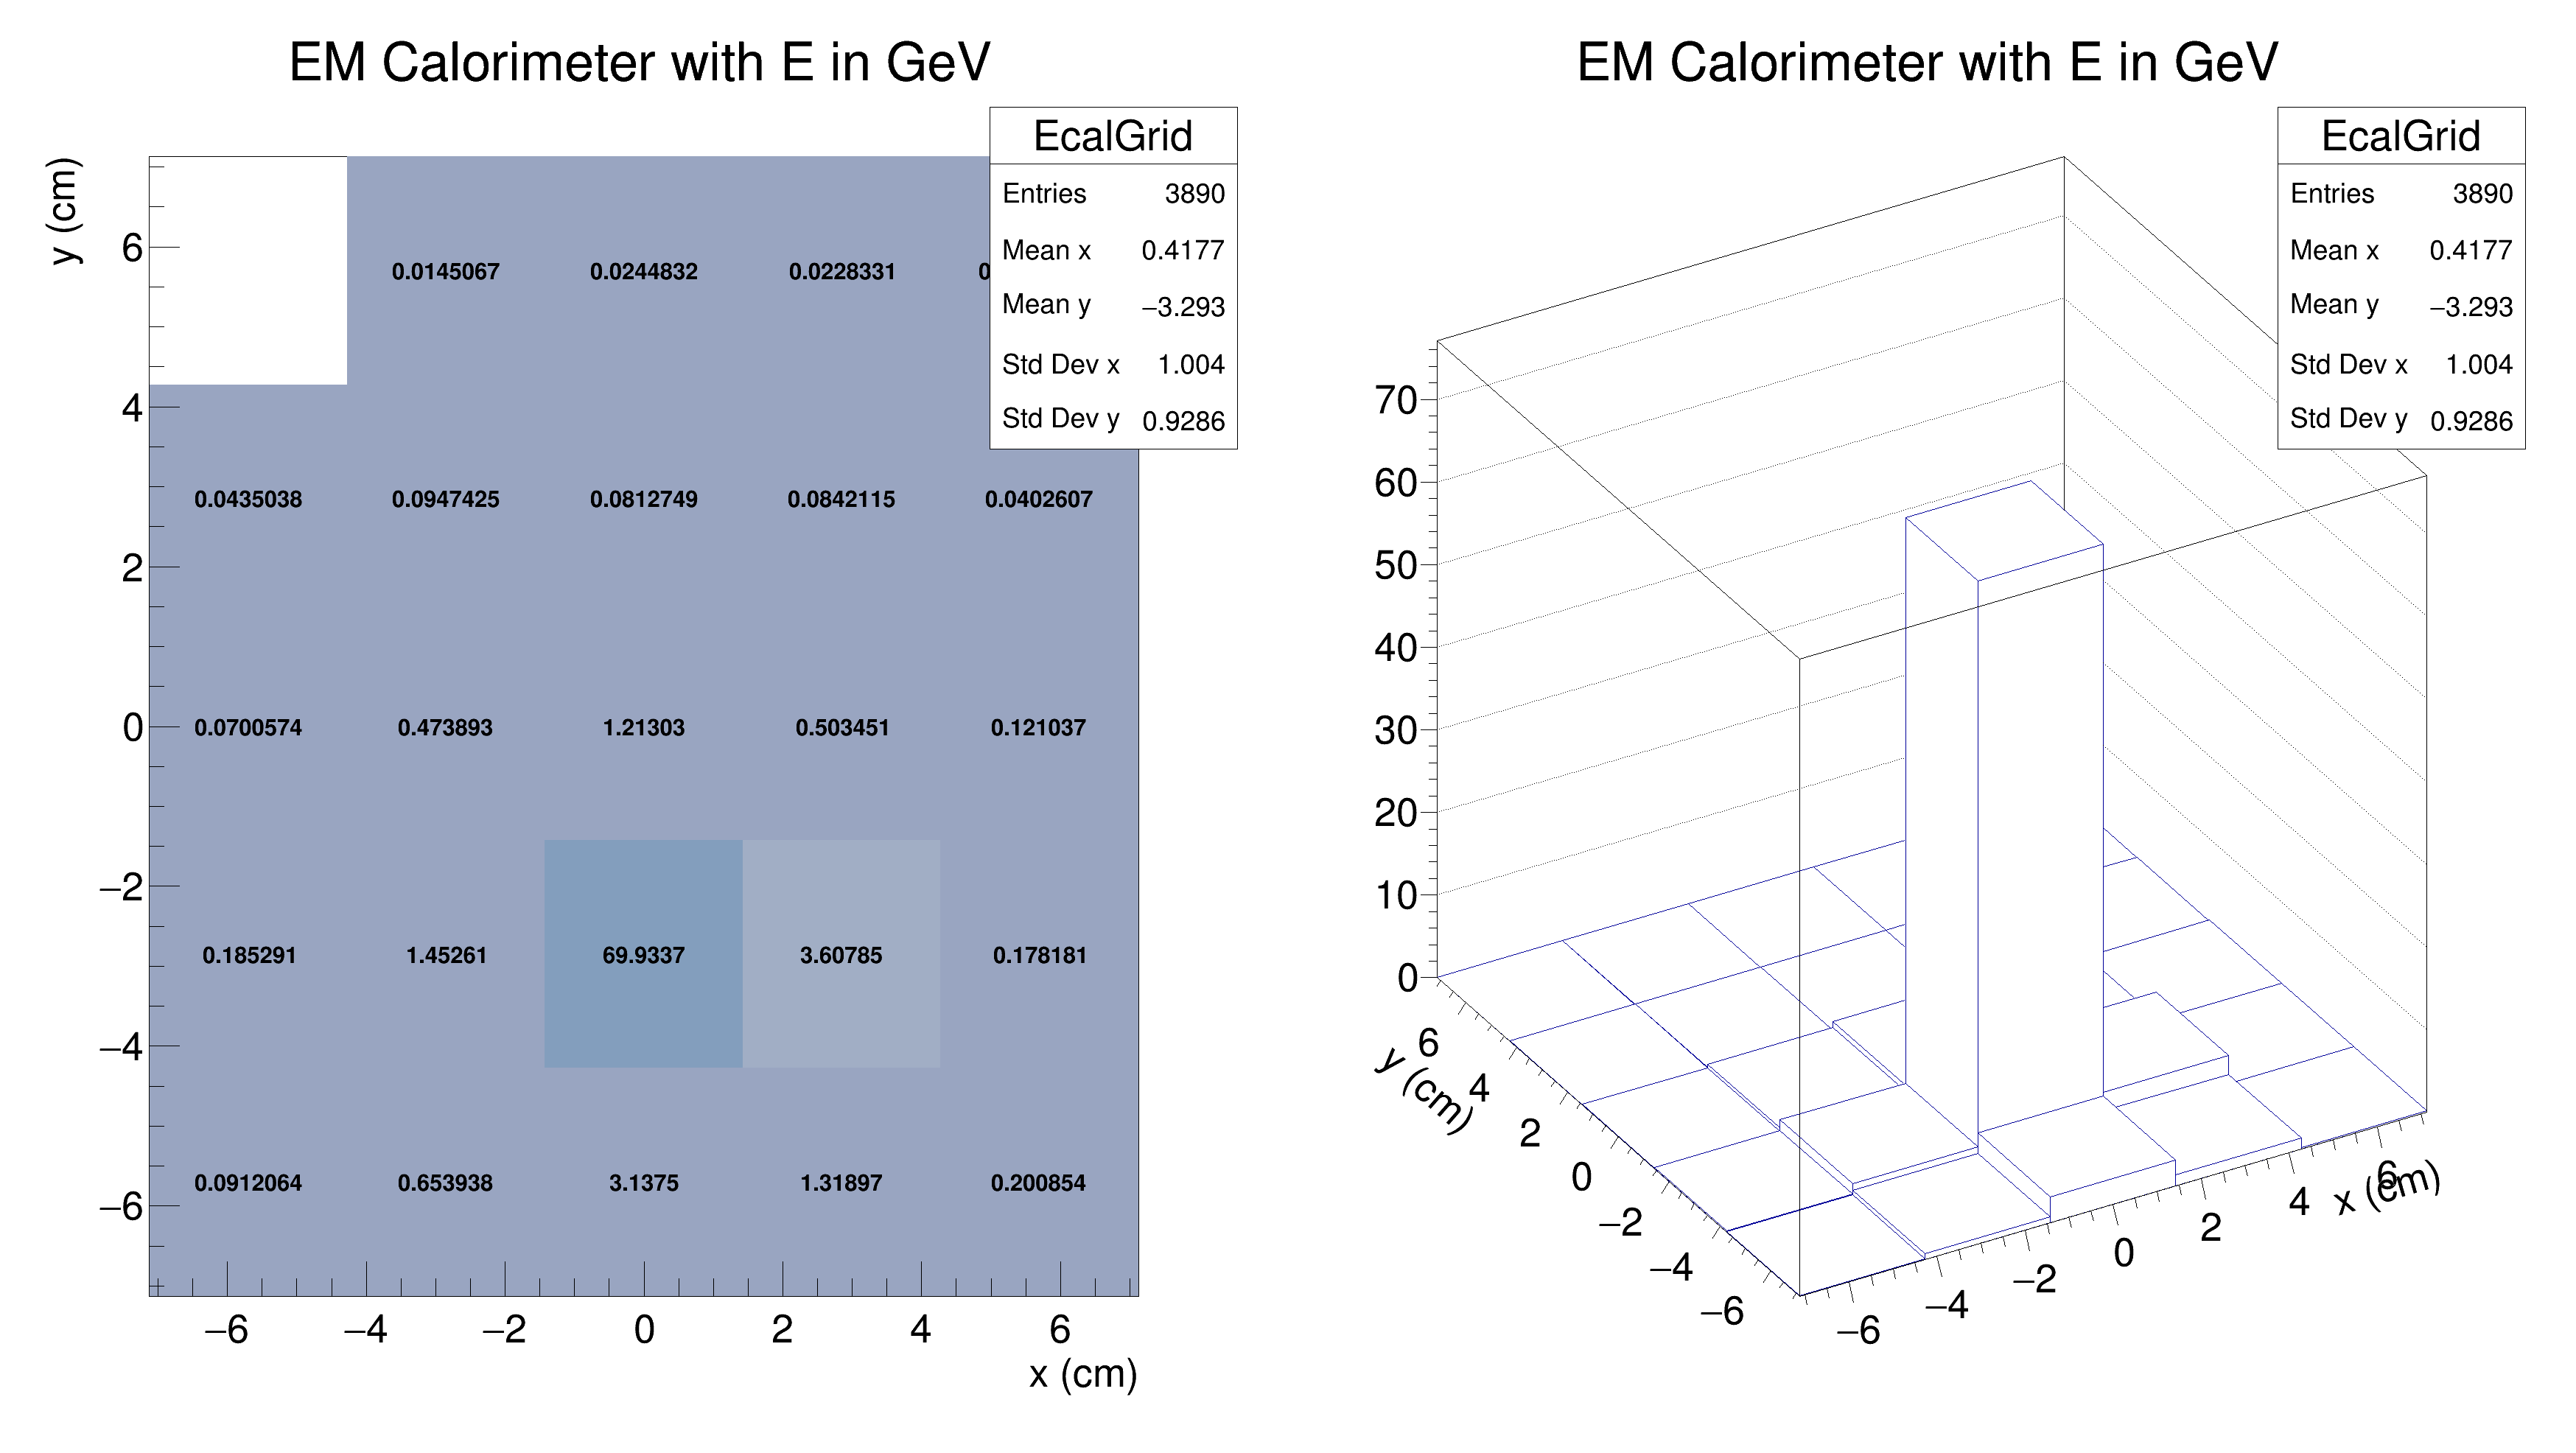 EM Calorimeter with E in GeV
EcalGrid
Entries 3890
Mean x 0.4177
Mean y −3.293
Std Dev x 1.004
Std Dev y 0.9286
y (cm)
6
4
2
0
−2
−4
−6
0.0145067 0.0244832 0.0228331 0
0.0435038 0.0947425 0.0812749 0.0842115 0.0402607
0.0700574 0.473893 1.21303 0.503451 0.121037
0.185291 1.45261 69.9337 3.60785 0.178181
0.0912064 0.653938 3.1375 1.31897 0.200854
−6 −4 −2 0 2 4 6
x (cm)
EM Calorimeter with E in GeV
EcalGrid
Entries 3890
Mean x 0.4177
Mean y −3.293
Std Dev x 1.004
Std Dev y 0.9286
70
60
50
40
30
20
10
0
y (cm)
6
4
2
0
−2
−4
−6
−6
−4
−2
0
2
4
6
x (cm)